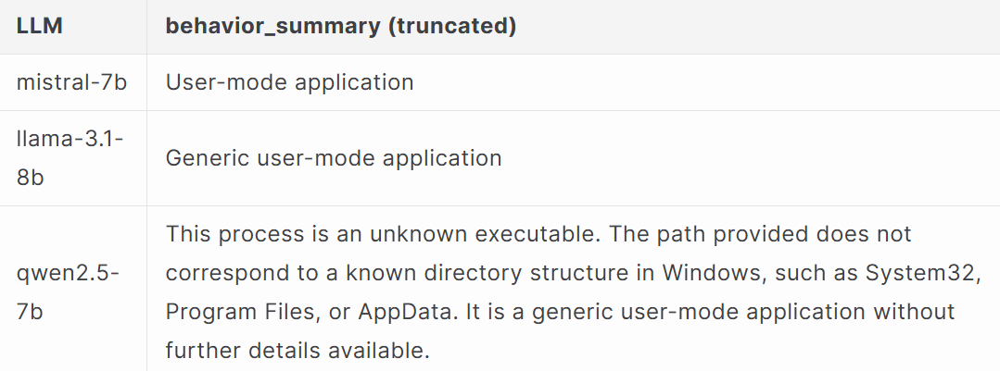 LLM behavior_summary (truncated)
mistral-7b User-mode application
llama-3.1-
8b
Generic user-mode application
qwen2.5-
7b
This process is an unknown executable. The path provided does not
correspond to a known directory structure in Windows, such as System32,
Program Files, or AppData. It is a generic user-mode application without
further details available.